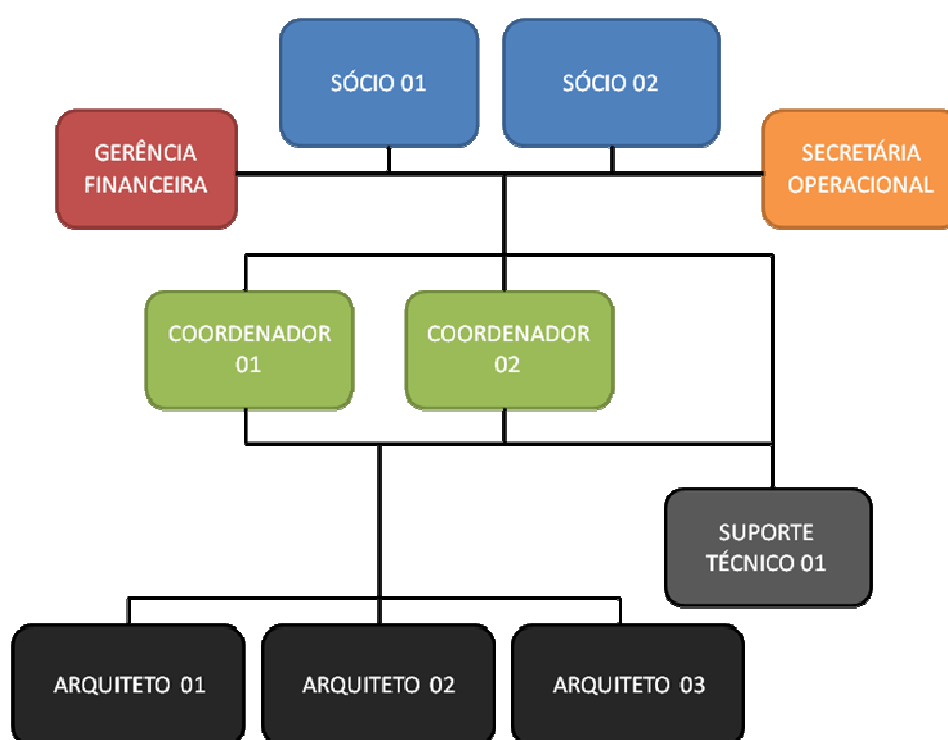 SÓCIO 01
SÓCIO 02
GERÊNCIA
FINANCEIRA
SECRETÁRIA
OPERACIONAL
COORDENADOR
01
COORDENADOR
02
SUPORTE
TÉCNICO 01
ARQUITETO 01
ARQUITETO 02
ARQUITETO 03